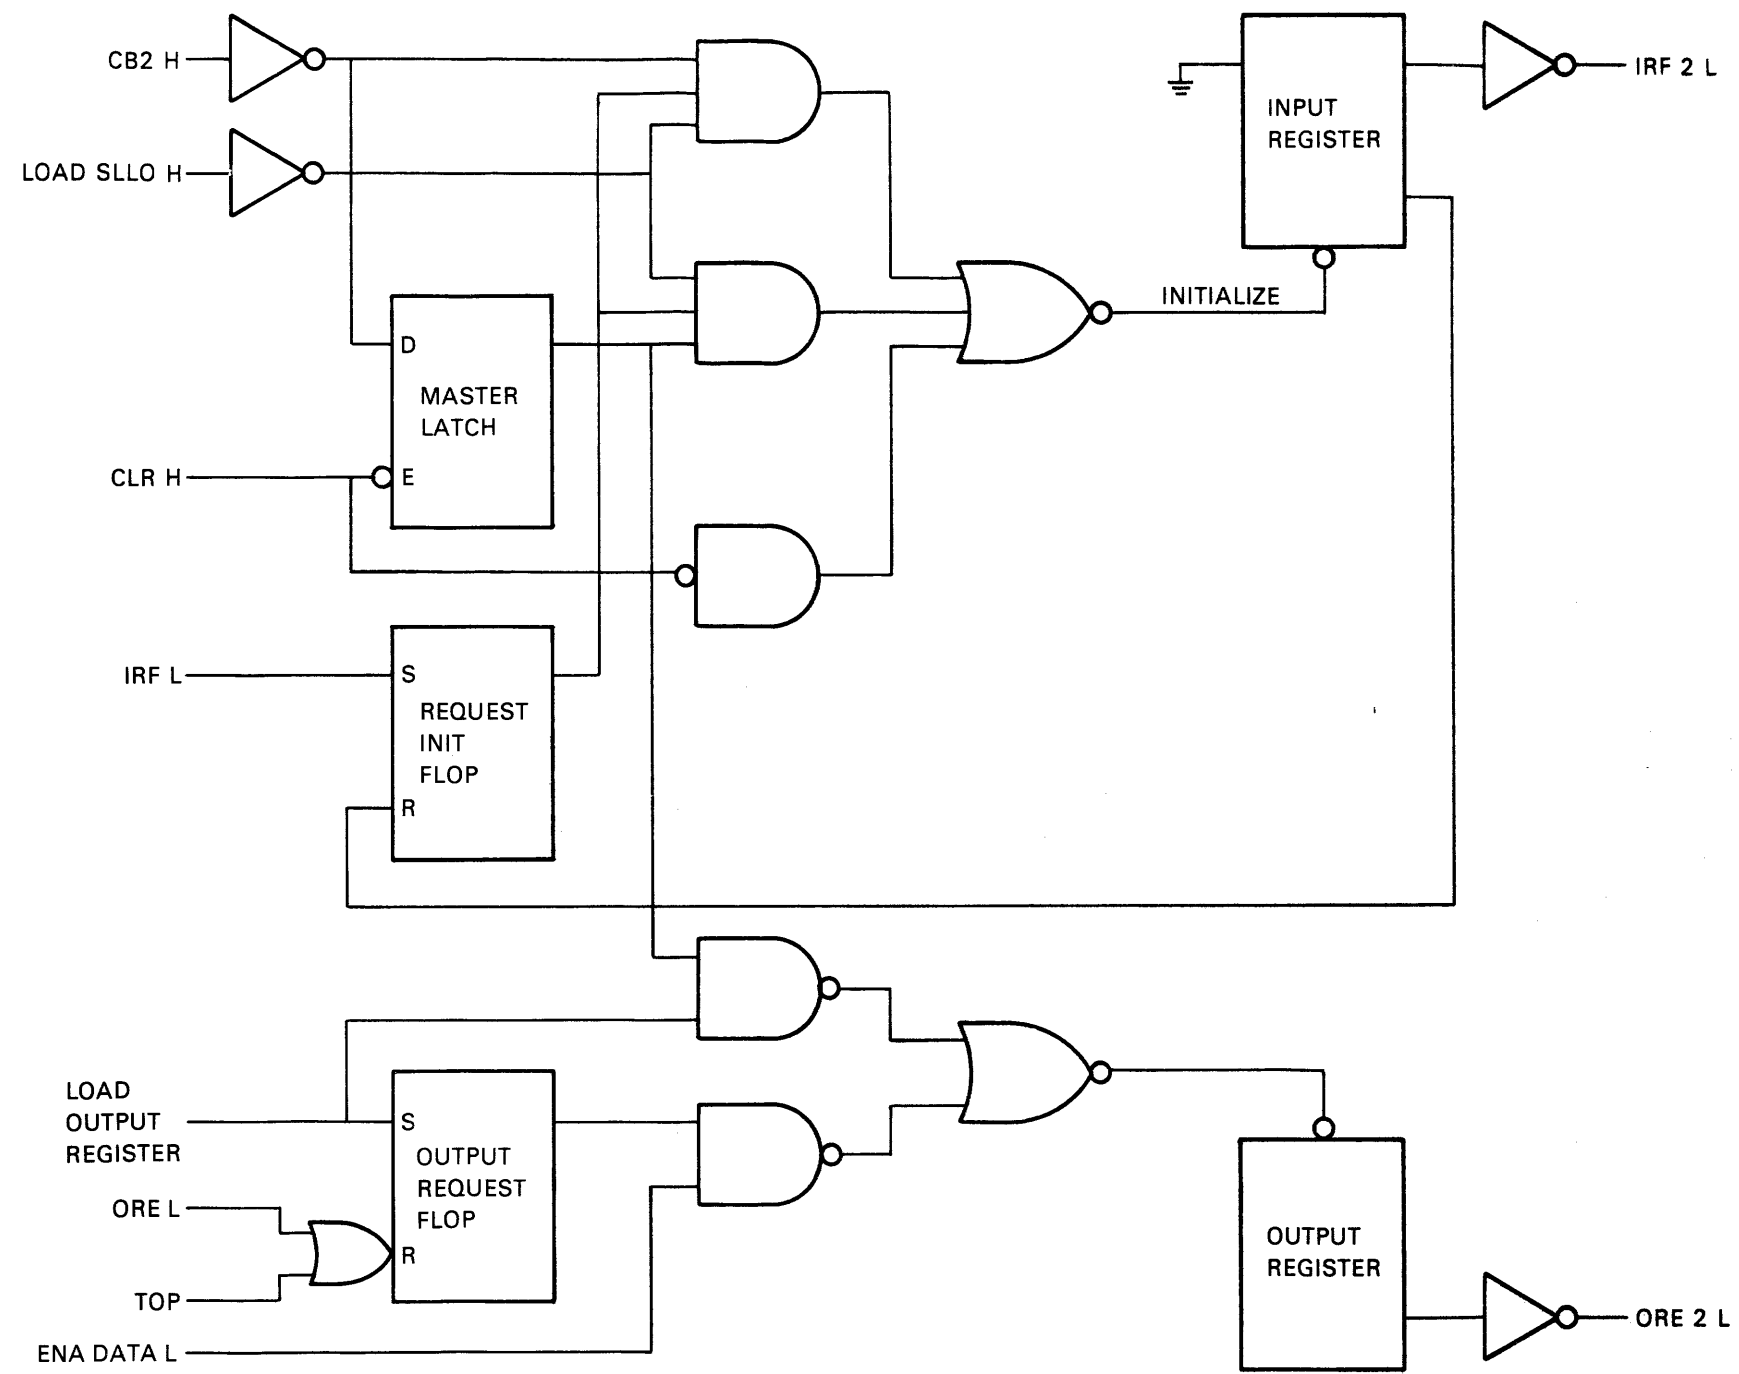 CB2 H
IRF 2 L
INPUT
REGISTER
LOAD SLLO H
INITIALIZE
D
MASTER
LATCH
CLR H
E
IRF L
S
REQUEST
INIT
FLOP
R
LOAD
OUTPUT
REGISTER
S
OUTPUT
REQUEST
FLOP
ORE L
R
TOP
OUTPUT
REGISTER
ORE 2 L
ENA DATA L